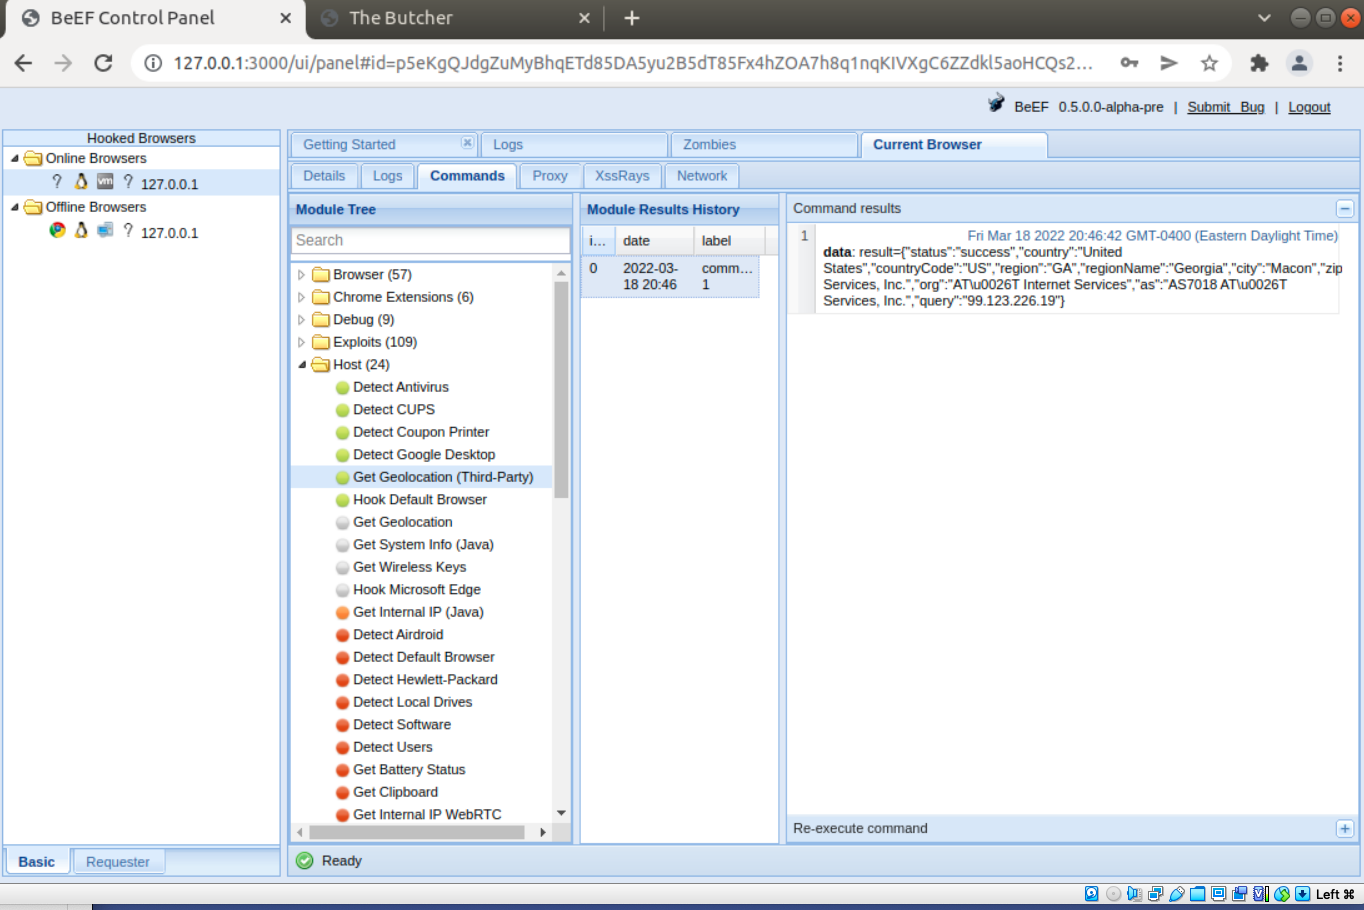 BeEF Control Panel
The Butcher
127.0.0.1:3000/ui/panel#id=p5eKgQJdgZuMyBhqETd85DA5yu2B5dT85Fx4hZOA7h8q1nqKIVXgC6ZZdkl5aoHCQs2...
BeEF 0.5.0.0-alpha-pre | Submit Bug | Logout
Hooked Browsers
Online Browsers
? vm ? 127.0.0.1
Offline Browsers
? 127.0.0.1
Basic Requester
Getting Started Logs Zombies Current Browser
Details Logs Commands Proxy XssRays Network
Module Tree
Search
Browser (57)
Chrome Extensions (6)
Debug (9)
Exploits (109)
Host (24)
Detect Antivirus
Detect CUPS
Detect Coupon Printer
Detect Google Desktop
Get Geolocation (Third-Party)
Hook Default Browser
Get Geolocation
Get System Info (Java)
Get Wireless Keys
Hook Microsoft Edge
Get Internal IP (Java)
Detect Airdroid
Detect Default Browser
Detect Hewlett-Packard
Detect Local Drives
Detect Software
Detect Users
Get Battery Status
Get Clipboard
Get Internal IP WebRTC
Module Results History
i... date label
0 2022-03- comm...
18 20:46 1
Command results
1 Fri Mar 18 2022 20:46:42 GMT-0400 (Eastern Daylight Time)
data: result={"status":"success","country":"United
States","countryCode":"US","region":"GA","regionName":"Georgia","city":"Macon","zip
Services, Inc.","org":"AT\u0026T Internet Services","as":"AS7018 AT\u0026T
Services, Inc.","query":"99.123.226.19"}
Re-execute command
Ready
Left ⌘